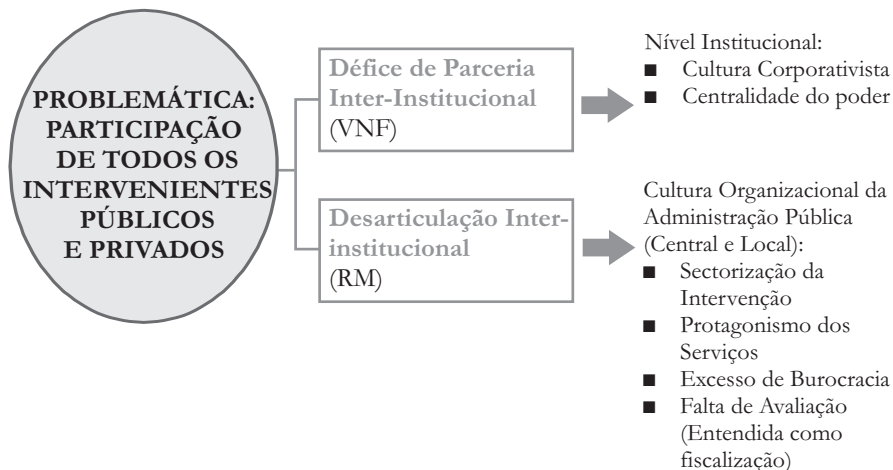 PROBLEMÁTICA:
PARTICIPAÇÃO
DE TODOS OS
INTERVENIENTES
PÚBLICOS
E PRIVADOS
Défice de Parceria
Inter-Institucional
(VNF)
Nível Institucional:
■ Cultura Corporativista
■ Centralidade do poder
Desarticulação Inter-
institucional
(RM)
Cultura Organizacional da
Administração Pública
(Central e Local):
■ Sectorização da
Intervenção
■ Protagonismo dos
Serviços
■ Excesso de Burocracia
■ Falta de Avaliação
(Entendida como
fiscalização)